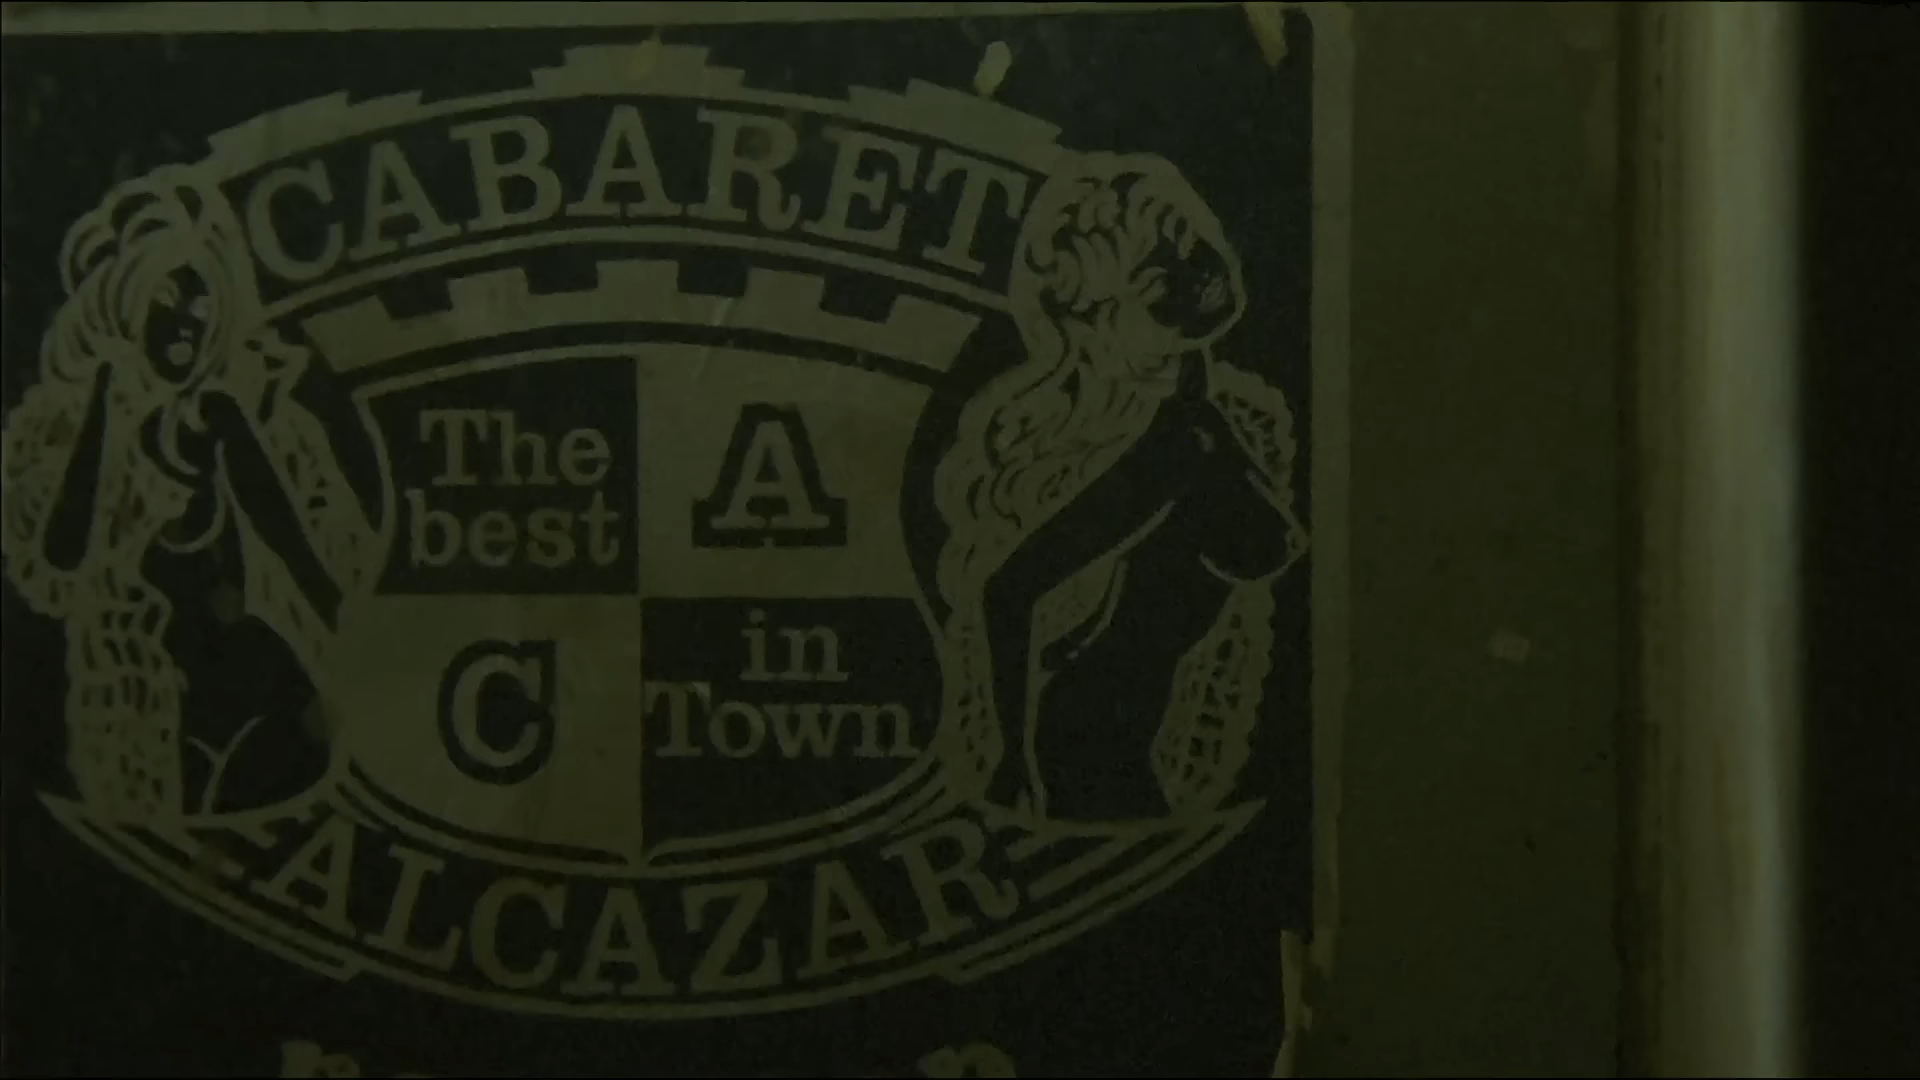 CABARET
The
best
A
C
in
Town
ALCAZAR